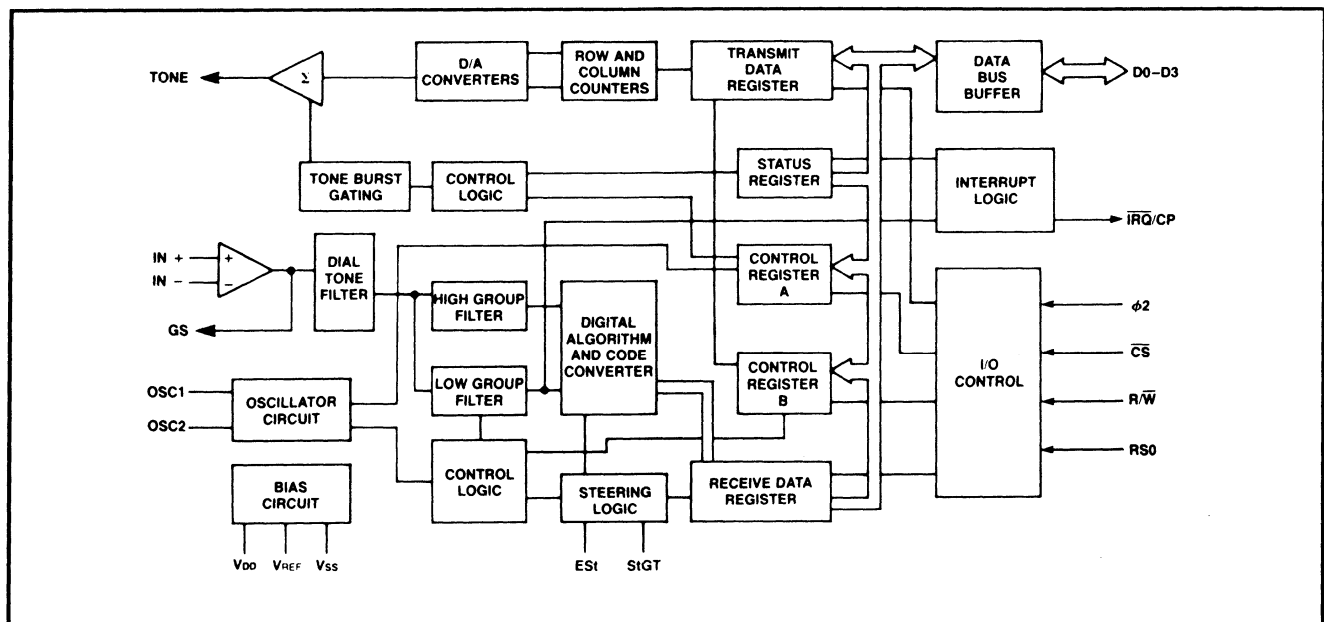 TONE
Σ
D/A
CONVERTERS
ROW AND
COLUMN
COUNTERS
TRANSMIT
DATA
REGISTER
DATA
BUS
BUFFER
D0–D3
TONE BURST
GATING
CONTROL
LOGIC
STATUS
REGISTER
INTERRUPT
LOGIC
IRQ/CP
IN +
IN −
+
−
DIAL
TONE
FILTER
GS
HIGH GROUP
FILTER
LOW GROUP
FILTER
DIGITAL
ALGORITHM
AND CODE
CONVERTER
CONTROL
REGISTER
A
CONTROL
REGISTER
B
I/O
CONTROL
ϕ2
CS
R/W
RS0
OSC1
OSC2
OSCILLATOR
CIRCUIT
BIAS
CIRCUIT
CONTROL
LOGIC
STEERING
LOGIC
RECEIVE DATA
REGISTER
VDD VREF VSS
ESt StGT